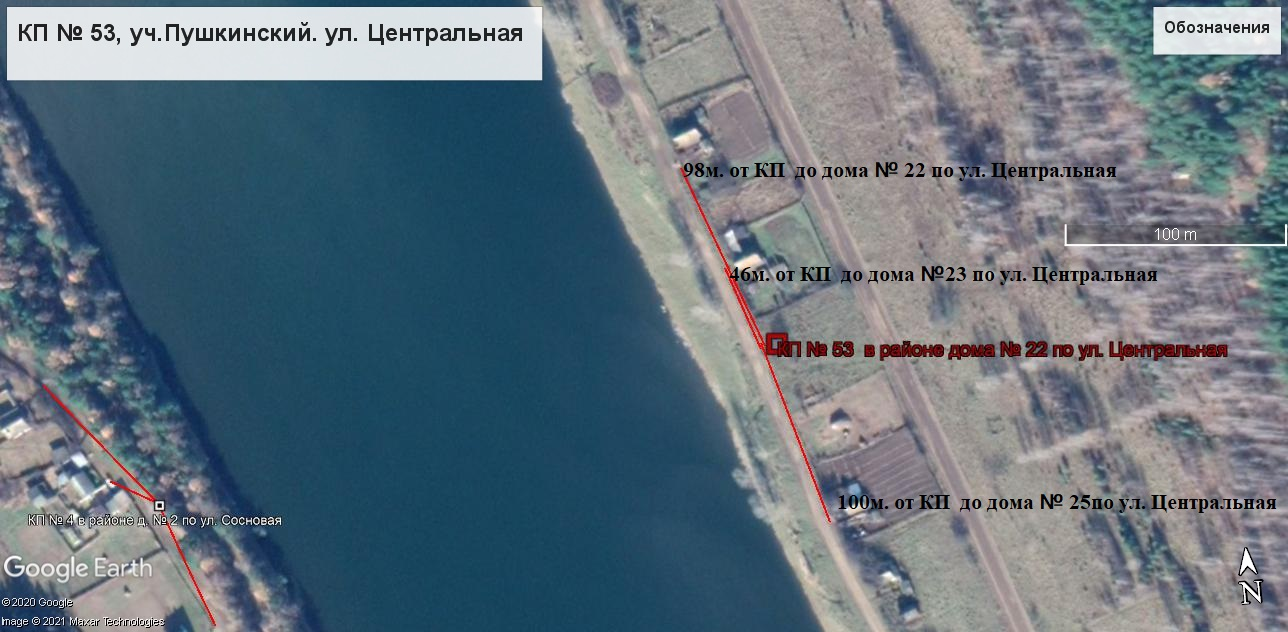 КП № 53, уч.Пушкинский. ул. Центральная
Обозначения
98м. от КП до дома № 22 по ул. Центральная
100 m
46м. от КП до дома №23 по ул. Центральная
КП № 53 в районе дома № 22 по ул. Центральная
100м. от КП до дома № 25по ул. Центральная
КП № 4 в районе д. № 2 по ул. Сосновая
Google Earth
N
© 2020 Google
Image © 2021 Maxar Technologies